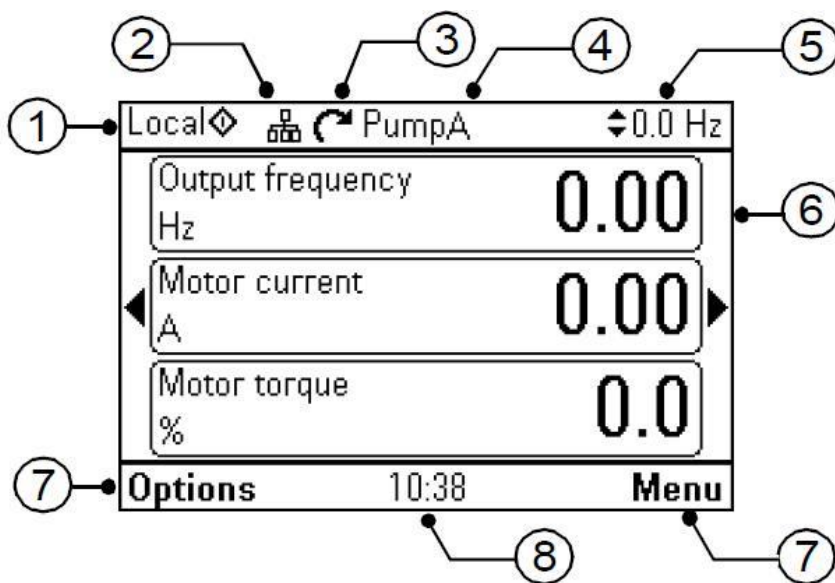 2 3 4 5
1 Local PumpA 0.0 Hz
Output frequency
Hz 0.00
6
Motor current
A 0.00
Motor torque
% 0.0
7 Options 10:38 Menu
8 7